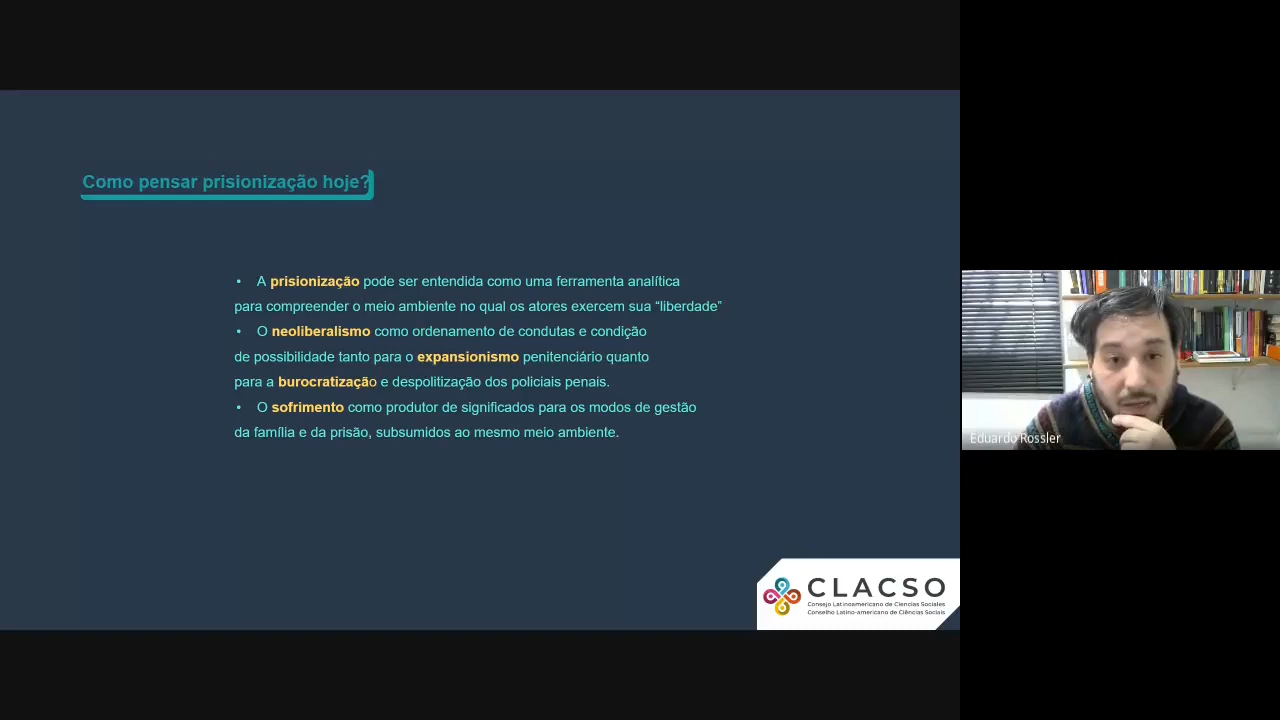 Como pensar prisionização hoje?
• A prisionização pode ser entendida como uma ferramenta analítica
para compreender o meio ambiente no qual os atores exercem sua “liberdade”
• O neoliberalismo como ordenamento de condutas e condição
de possibilidade tanto para o expansionismo penitenciário quanto
para a burocratização e despolitização dos policiais penais.
• O sofrimento como produtor de significados para os modos de gestão
da família e da prisão, subsumidos ao mesmo meio ambiente.
Eduardo Rossler
CLACSO
Consejo Latinoamericano de Ciencias Sociales
Conselho Latino-americano de Ciências Sociais